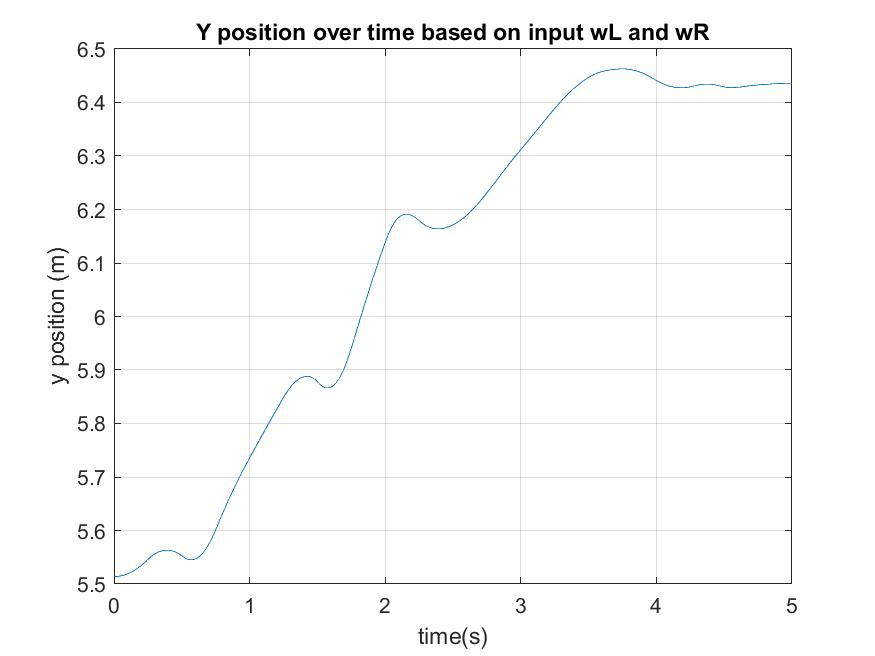 Y position over time based on input wL and wR
6.5
6.4
6.3
6.2
6.1
6
5.9
5.8
5.7
5.6
5.5
y position (m)
0 1 2 3 4 5
time(s)